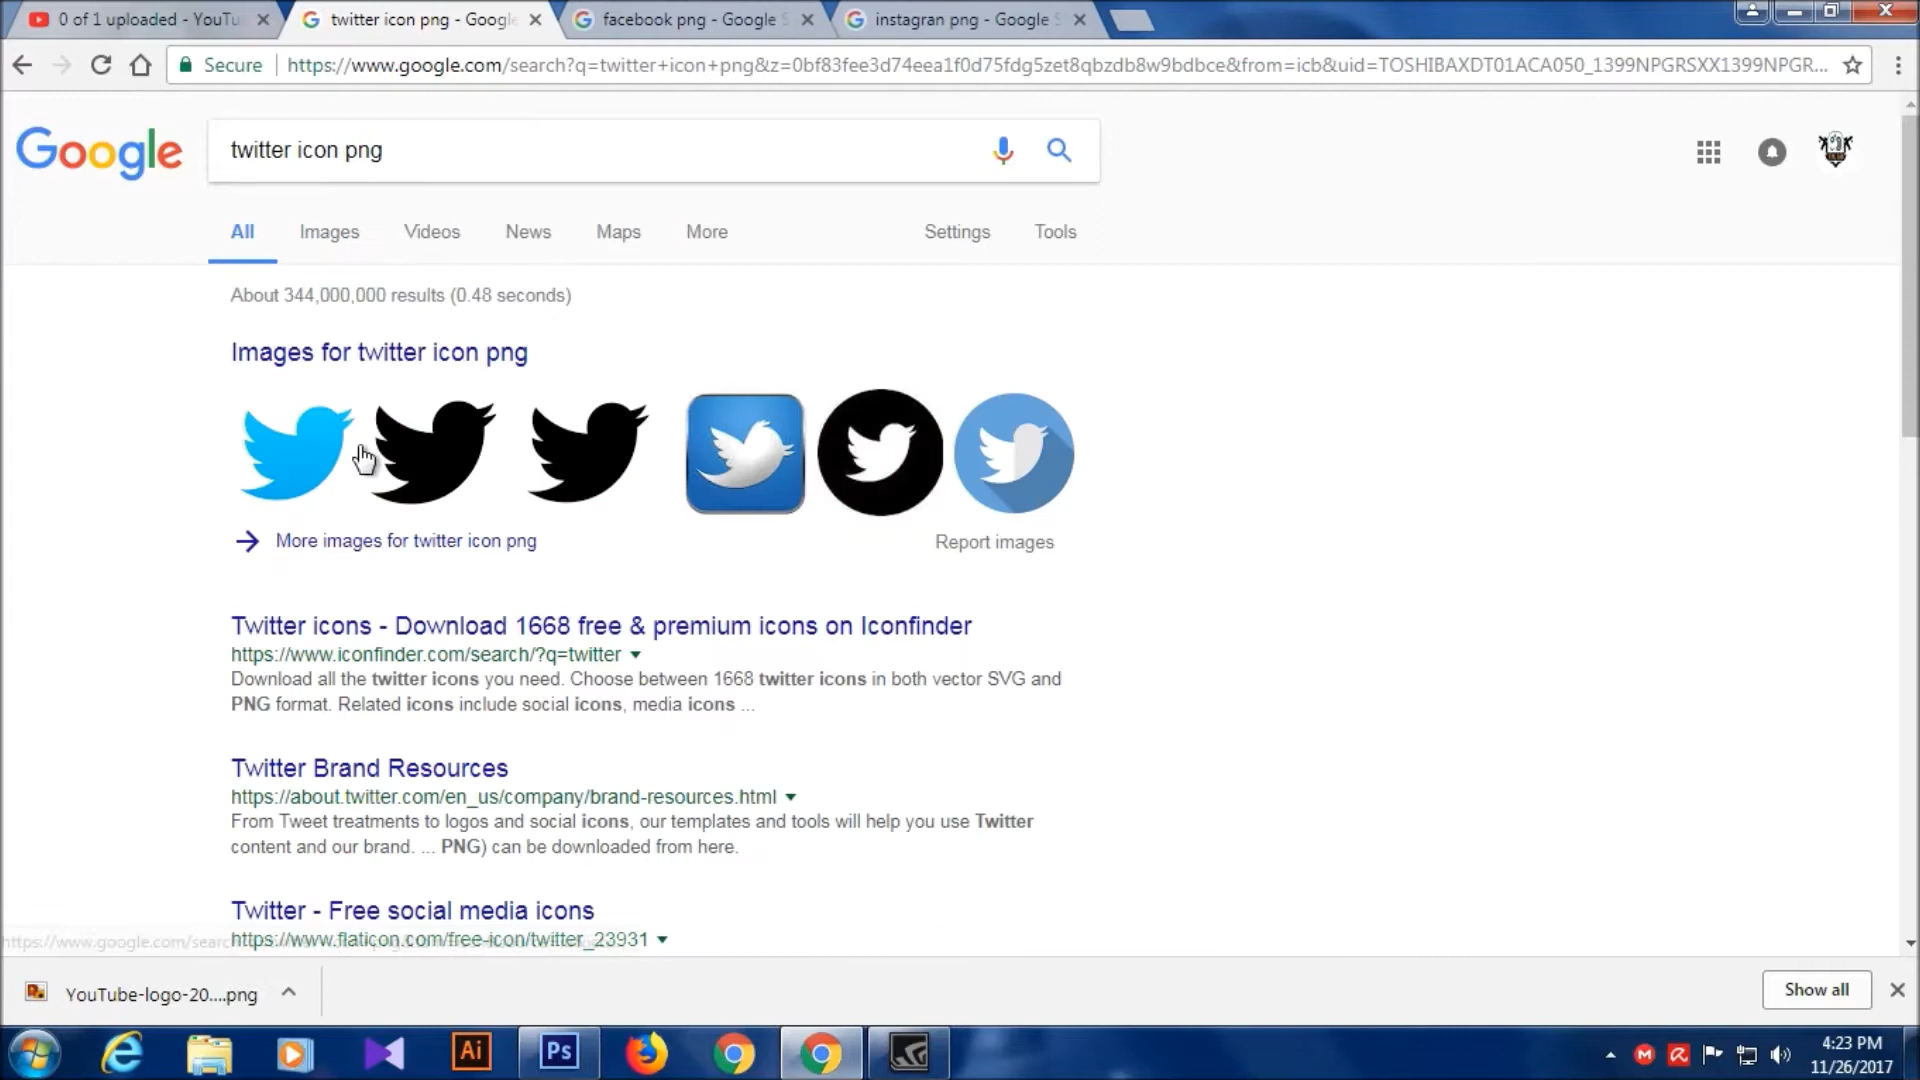 0 of 1 uploaded - YouTu
twitter icon png - Google
facebook png - Google S
instagran png - Google S
Secure
https://www.google.com/search?q=twitter+icon+png&z=0bf83fee3d74eea1f0d75fdg5zet8qbzdb8w9bdbce&from=icb&uid=TOSHIBAXDT01ACA050_1399NPGRSXX1399NPGR...
Google
twitter icon png
All Images Videos News Maps More Settings Tools
About 344,000,000 results (0.48 seconds)
Images for twitter icon png
More images for twitter icon png
Report images
Twitter icons - Download 1668 free & premium icons on Iconfinder
https://www.iconfinder.com/search/?q=twitter
Download all the twitter icons you need. Choose between 1668 twitter icons in both vector SVG and
PNG format. Related icons include social icons, media icons ...
Twitter Brand Resources
https://about.twitter.com/en_us/company/brand-resources.html
From Tweet treatments to logos and social icons, our templates and tools will help you use Twitter
content and our brand. ... PNG) can be downloaded from here.
Twitter - Free social media icons
https://www.flaticon.com/free-icon/twitter_23931
https://www.google.com/searc
YouTube-logo-20....png
Show all
Ai
Ps
4:23 PM
11/26/2017